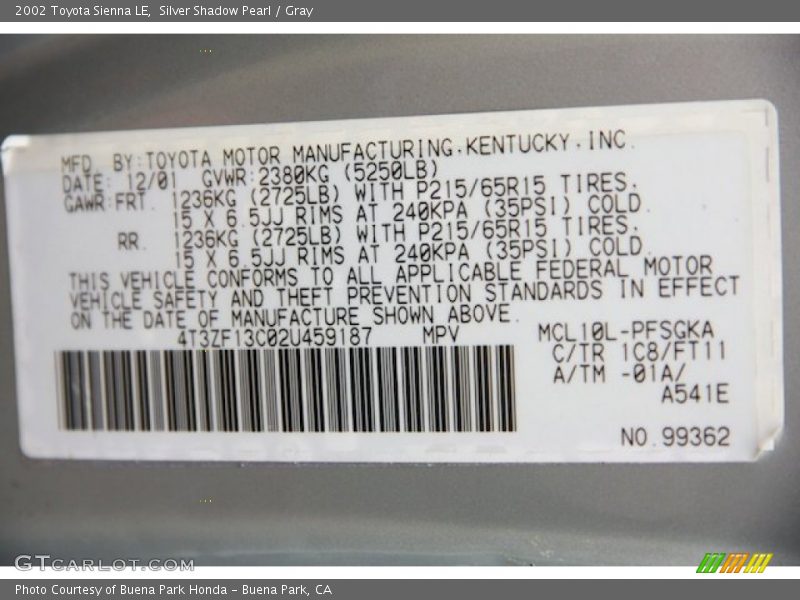 2002 Toyota Sienna LE, Silver Shadow Pearl / Gray
MFD. BY:TOYOTA MOTOR MANUFACTURING.KENTUCKY.INC.
DATE: 12/01 GVWR:2380KG (5250LB)
GAWR:FRT. 1236KG (2725LB) WITH P215/65R15 TIRES.
15 X 6.5JJ RIMS AT 240KPA (35PSI) COLD.
RR. 1236KG (2725LB) WITH P215/65R15 TIRES.
15 X 6.5JJ RIMS AT 240KPA (35PSI) COLD.
THIS VEHICLE CONFORMS TO ALL APPLICABLE FEDERAL MOTOR
VEHICLE SAFETY AND THEFT PREVENTION STANDARDS IN EFFECT
ON THE DATE OF MANUFACTURE SHOWN ABOVE.
4T3ZF13C02U459187 MPV MCL10L-PFSGKA
C/TR 1C8/FT11
A/TM -01A/
A541E
NO.99362
GTCARLOT.COM
Photo Courtesy of Buena Park Honda - Buena Park, CA